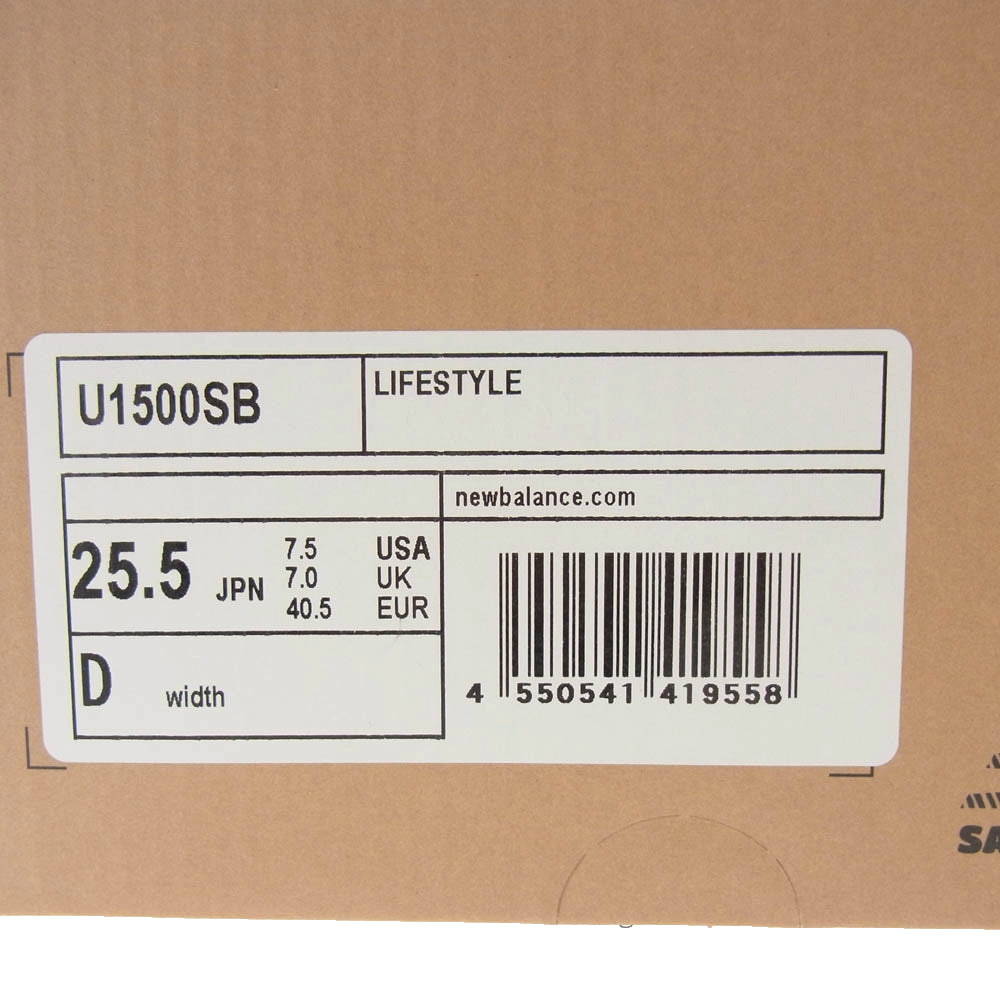 U1500SB
LIFESTYLE
newbalance.com
25.5 JPN
7.5 USA
7.0 UK
40.5 EUR
D width
4 550541 419558
SA